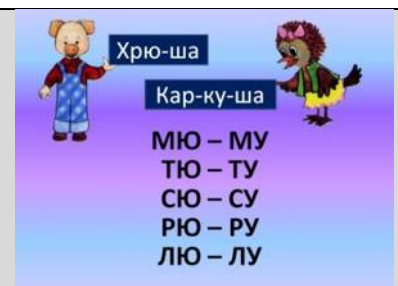 Хрю-ша
Кар-ку-ша
МЮ – МУ
ТЮ – ТУ
СЮ – СУ
РЮ – РУ
ЛЮ – ЛУ